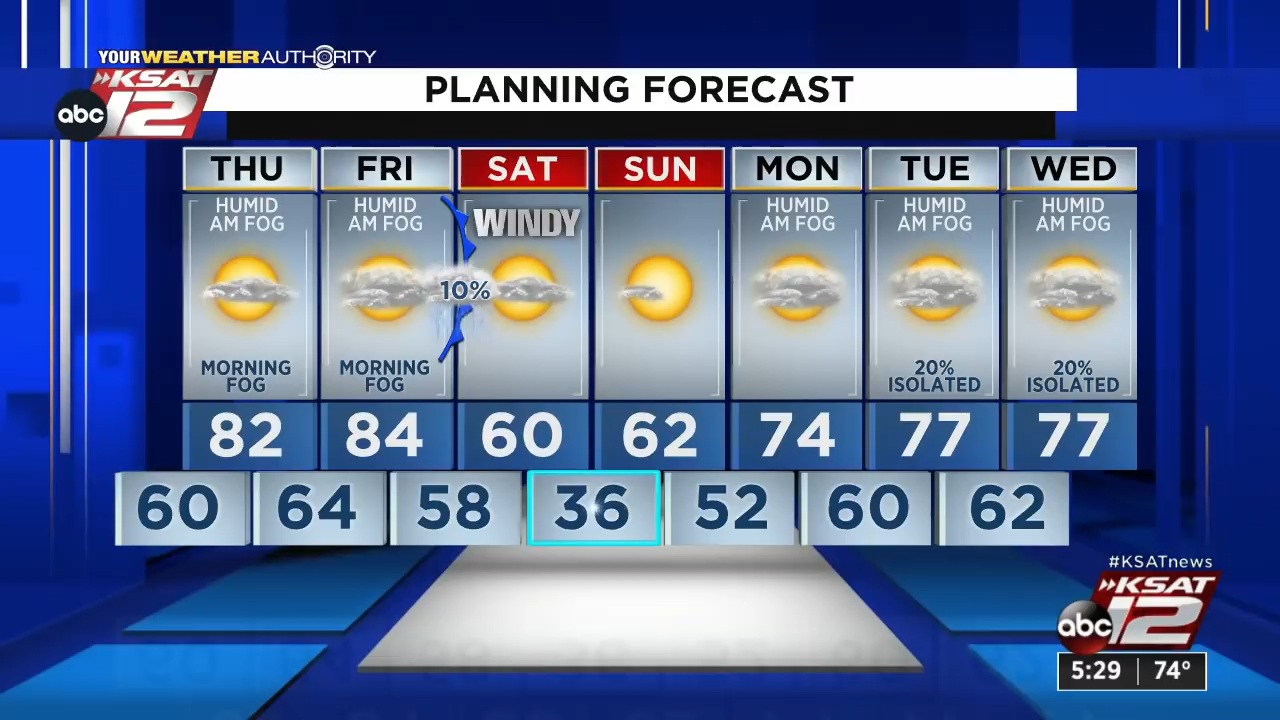 YOURWEATHERAUTHORITY
KSAT
abc 12
PLANNING FORECAST
THU FRI SAT SUN MON TUE WED
HUMID HUMID WINDY HUMID HUMID HUMID
AM FOG AM FOG AM FOG AM FOG AM FOG
10%
MORNING MORNING 20% 20%
FOG FOG ISOLATED ISOLATED
82 84 60 62 74 77 77
60 64 58 36 52 60 62
#KSATnews
KSAT
abc 12
5:29 74°